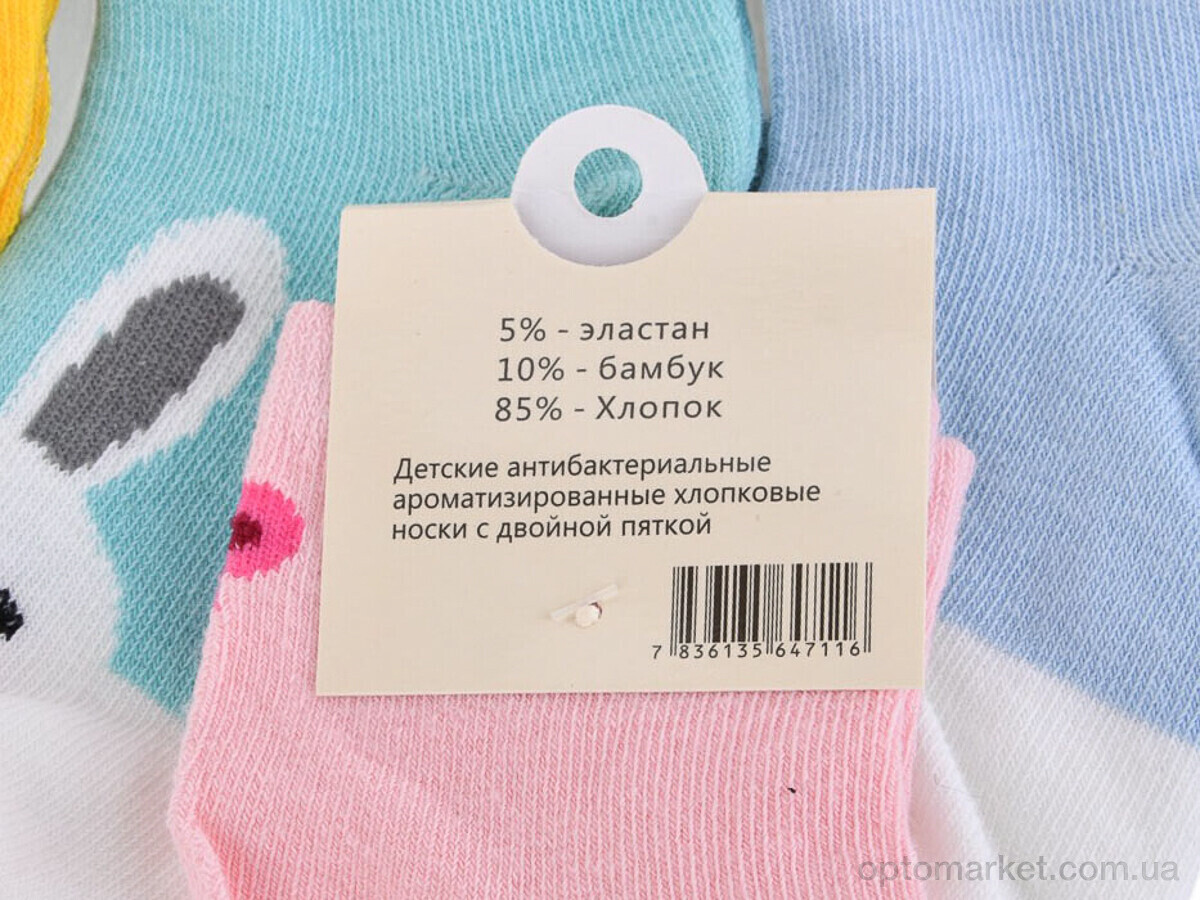 5% - эластан
10% - бамбук
85% - Хлопок
Детские антибактериальные
ароматизированные хлопковые
носки с двойной пяткой
7 836135 647116
optomarket.com.ua